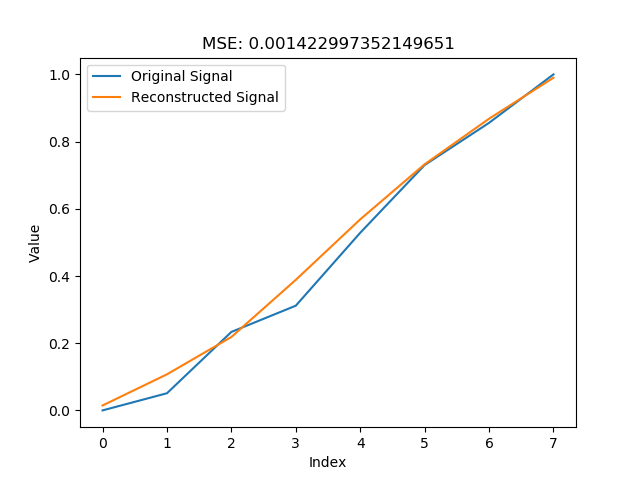 MSE: 0.001422997352149651
Original Signal
Reconstructed Signal
1.0
0.8
0.6
0.4
0.2
0.0
Value
0 1 2 3 4 5 6 7
Index